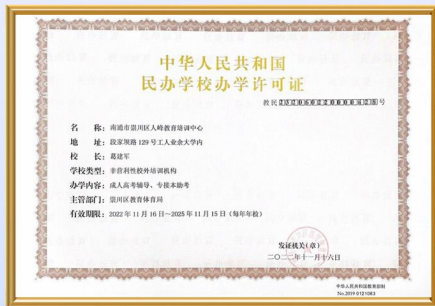 中华人民共和国
民办学校办学许可证
教民 号
名 称：南通市崇川区人峰教育培训中心
地 址：段家坝路129号工人业余大学内
校 长：葛建军
学校类型：非营利性校外培训机构
办学内容：成人高考辅导、专接本助考
主管部门：崇川区教育体育局
有效期限：2022年11月16日～2025年11月15日（每年年检）
发证机关（章）
二〇二二年十一月十六日
中华人民共和国教育部制
No.2019 0121083